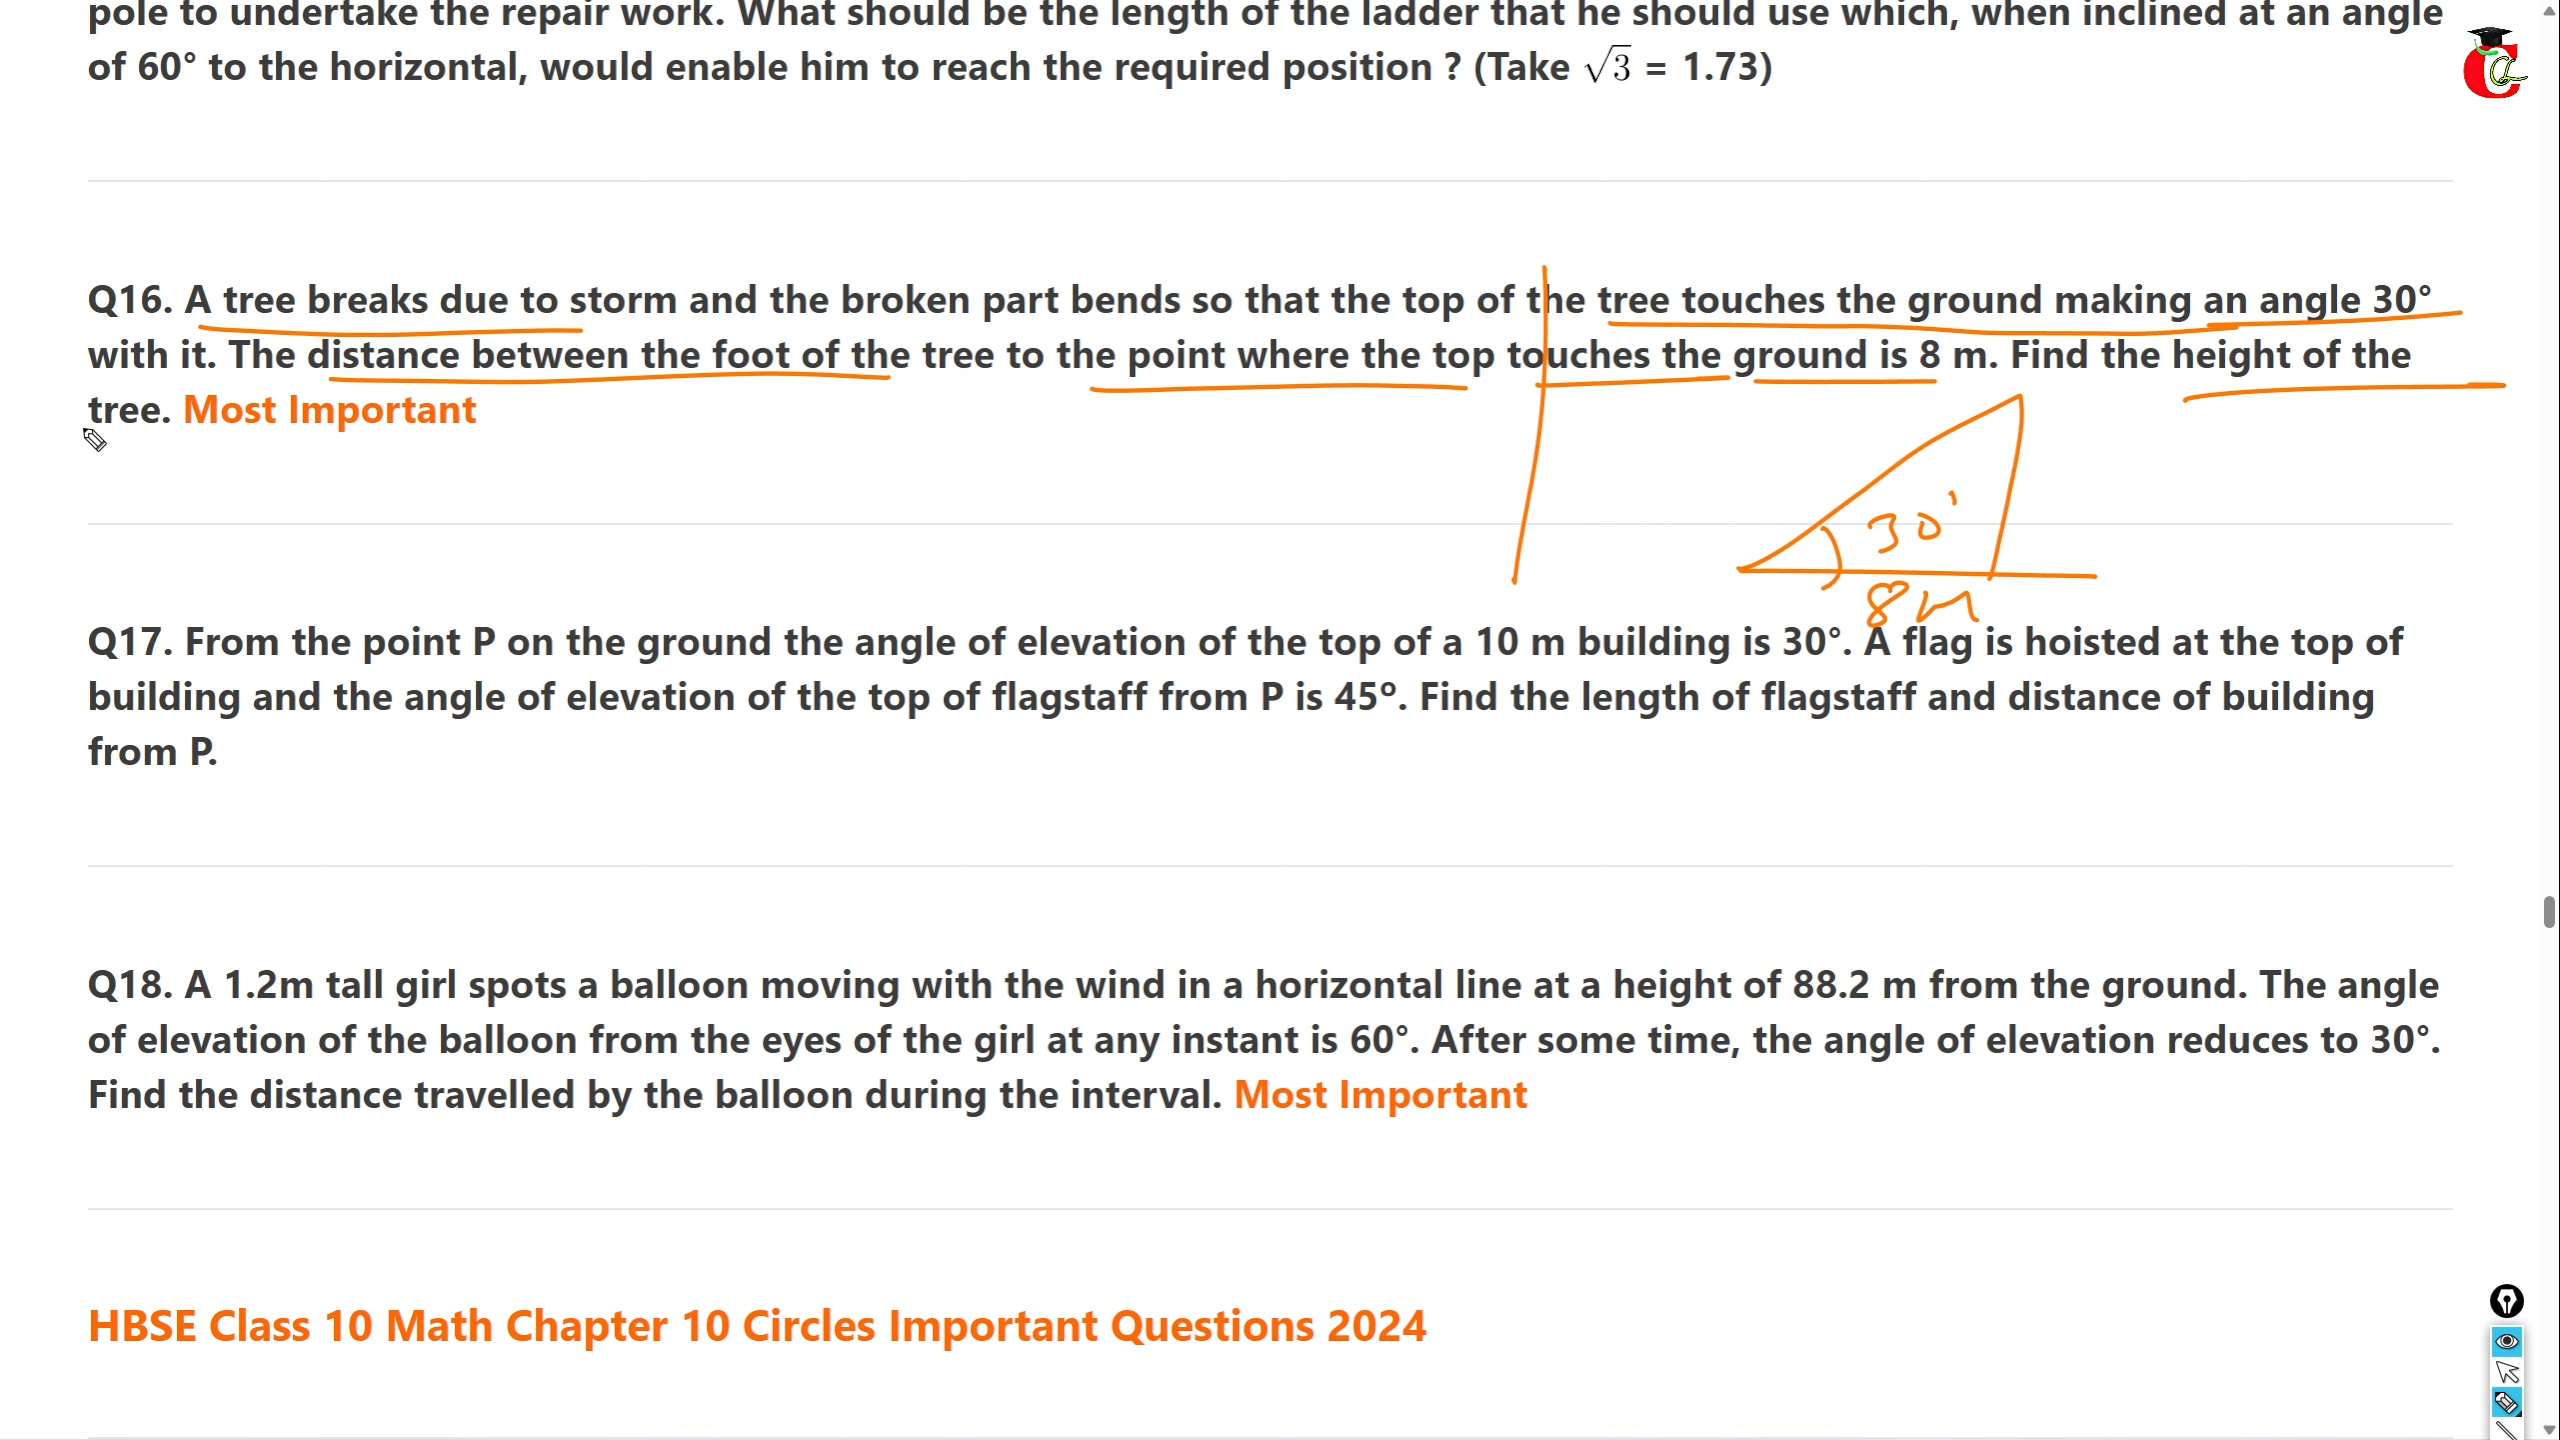 pole to undertake the repair work. What should be the length of the ladder that he should use which, when inclined at an angle
of 60° to the horizontal, would enable him to reach the required position ? (Take √3 = 1.73)
Q16. A tree breaks due to storm and the broken part bends so that the top of the tree touches the ground making an angle 30°
with it. The distance between the foot of the tree to the point where the top touches the ground is 8 m. Find the height of the
tree. Most Important
30°
8m
Q17. From the point P on the ground the angle of elevation of the top of a 10 m building is 30°. A flag is hoisted at the top of
building and the angle of elevation of the top of flagstaff from P is 45º. Find the length of flagstaff and distance of building
from P.
Q18. A 1.2m tall girl spots a balloon moving with the wind in a horizontal line at a height of 88.2 m from the ground. The angle
of elevation of the balloon from the eyes of the girl at any instant is 60°. After some time, the angle of elevation reduces to 30°.
Find the distance travelled by the balloon during the interval. Most Important
HBSE Class 10 Math Chapter 10 Circles Important Questions 2024